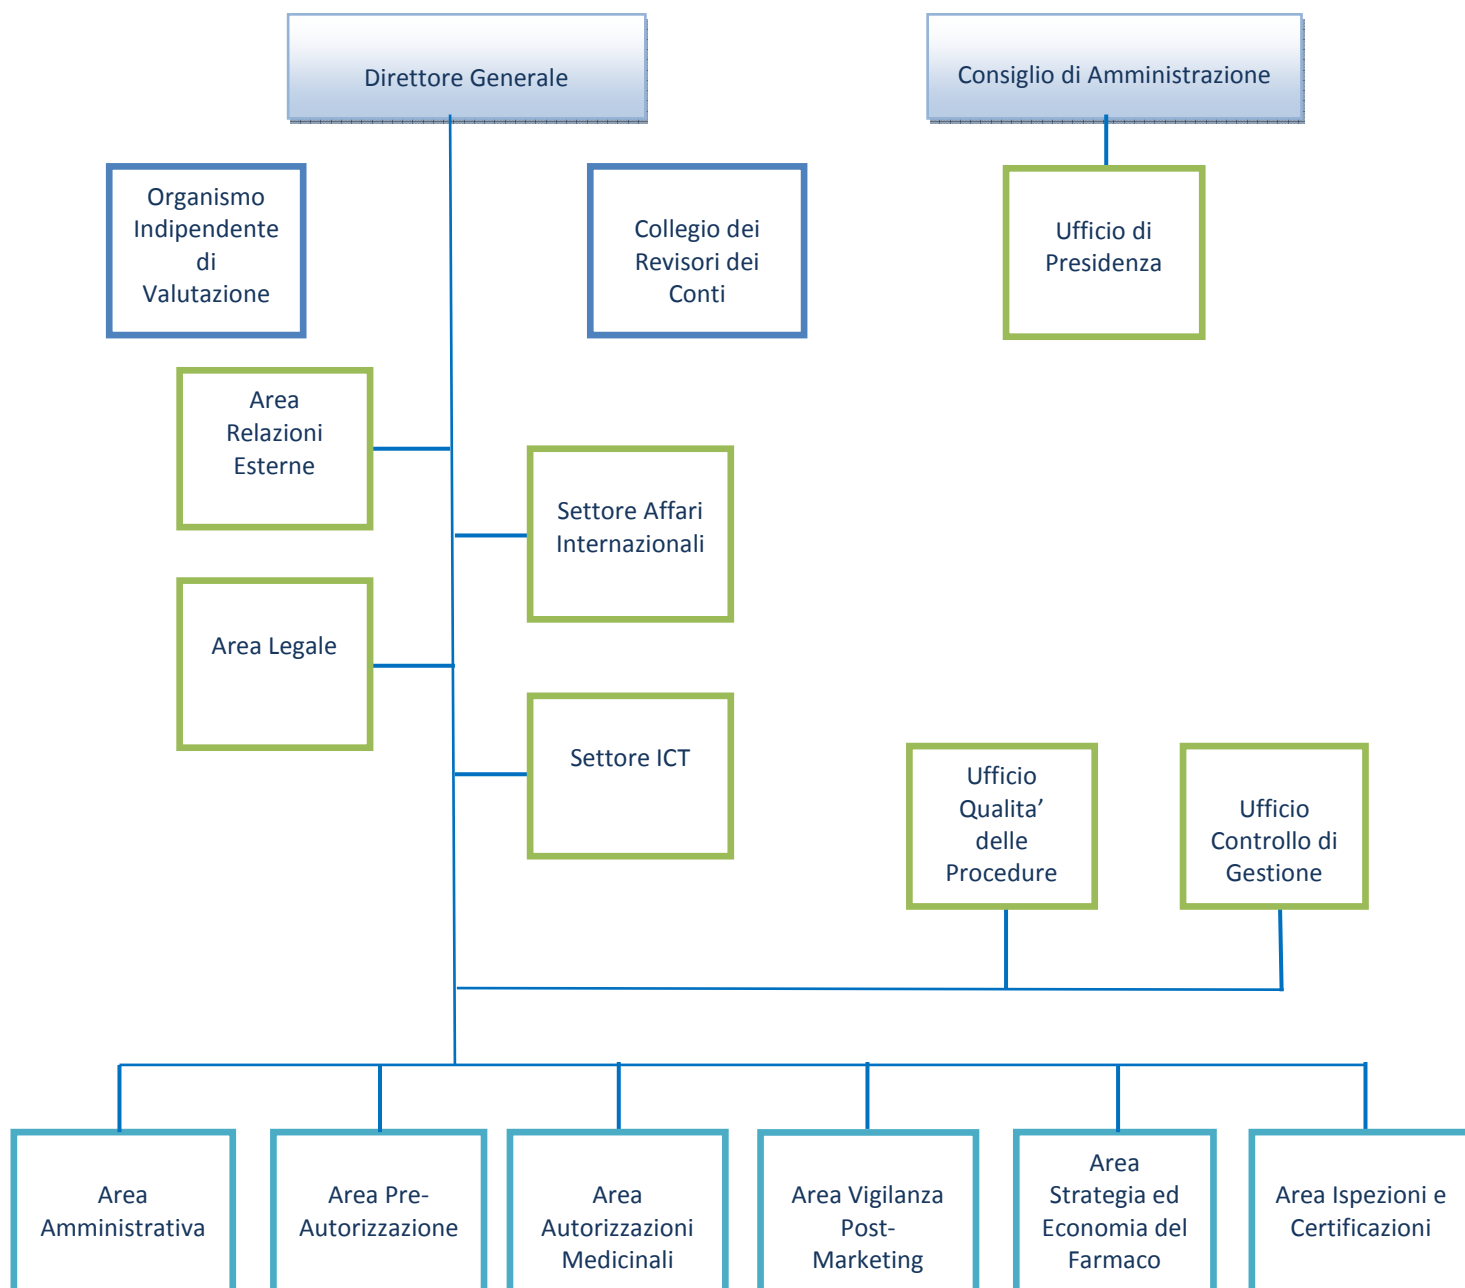 Direttore Generale
Consiglio di Amministrazione
Organismo
Indipendente
di
Valutazione
Collegio dei
Revisori dei
Conti
Ufficio di
Presidenza
Area
Relazioni
Esterne
Settore Affari
Internazionali
Area Legale
Settore ICT
Ufficio
Qualita’
delle
Procedure
Ufficio
Controllo di
Gestione
Area
Amministrativa
Area Pre-
Autorizzazione
Area
Autorizzazioni
Medicinali
Area Vigilanza
Post-
Marketing
Area
Strategia ed
Economia del
Farmaco
Area Ispezioni e
Certificazioni